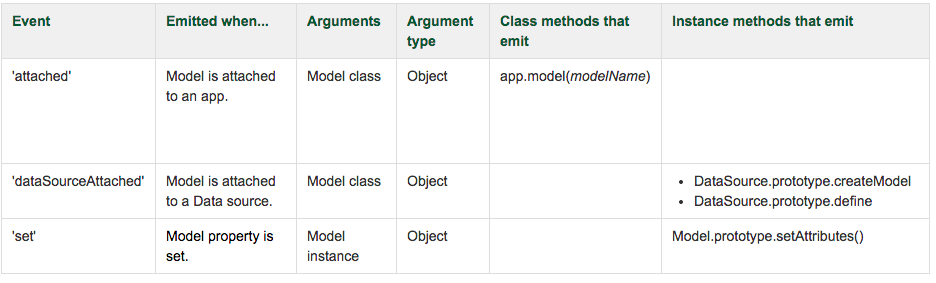 Event
Emitted when...
Arguments
Argument
type
Class methods that
emit
Instance methods that emit
'attached'
Model is attached
to an app.
Model class
Object
app.model(modelName)
'dataSourceAttached'
Model is attached
to a Data source.
Model class
Object
• DataSource.prototype.createModel
• DataSource.prototype.define
'set'
Model property is
set.
Model
instance
Object
Model.prototype.setAttributes()